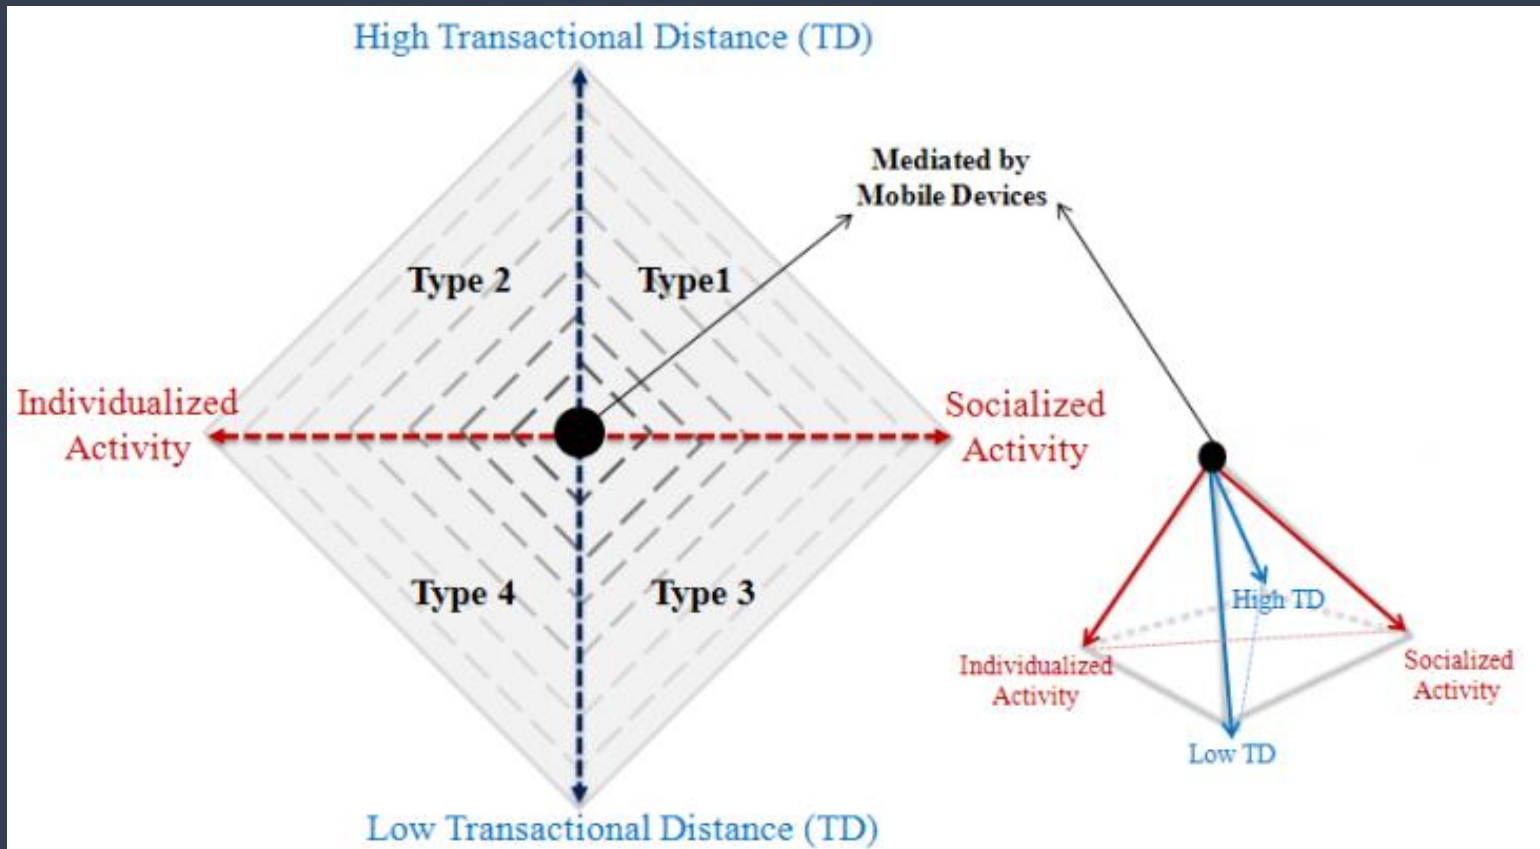 High Transactional Distance (TD)
Mediated by
Mobile Devices
Type 2
Type1
Individualized
Activity
Socialized
Activity
Type 4
Type 3
High TD
Individualized
Activity
Socialized
Activity
Low TD
Low Transactional Distance (TD)